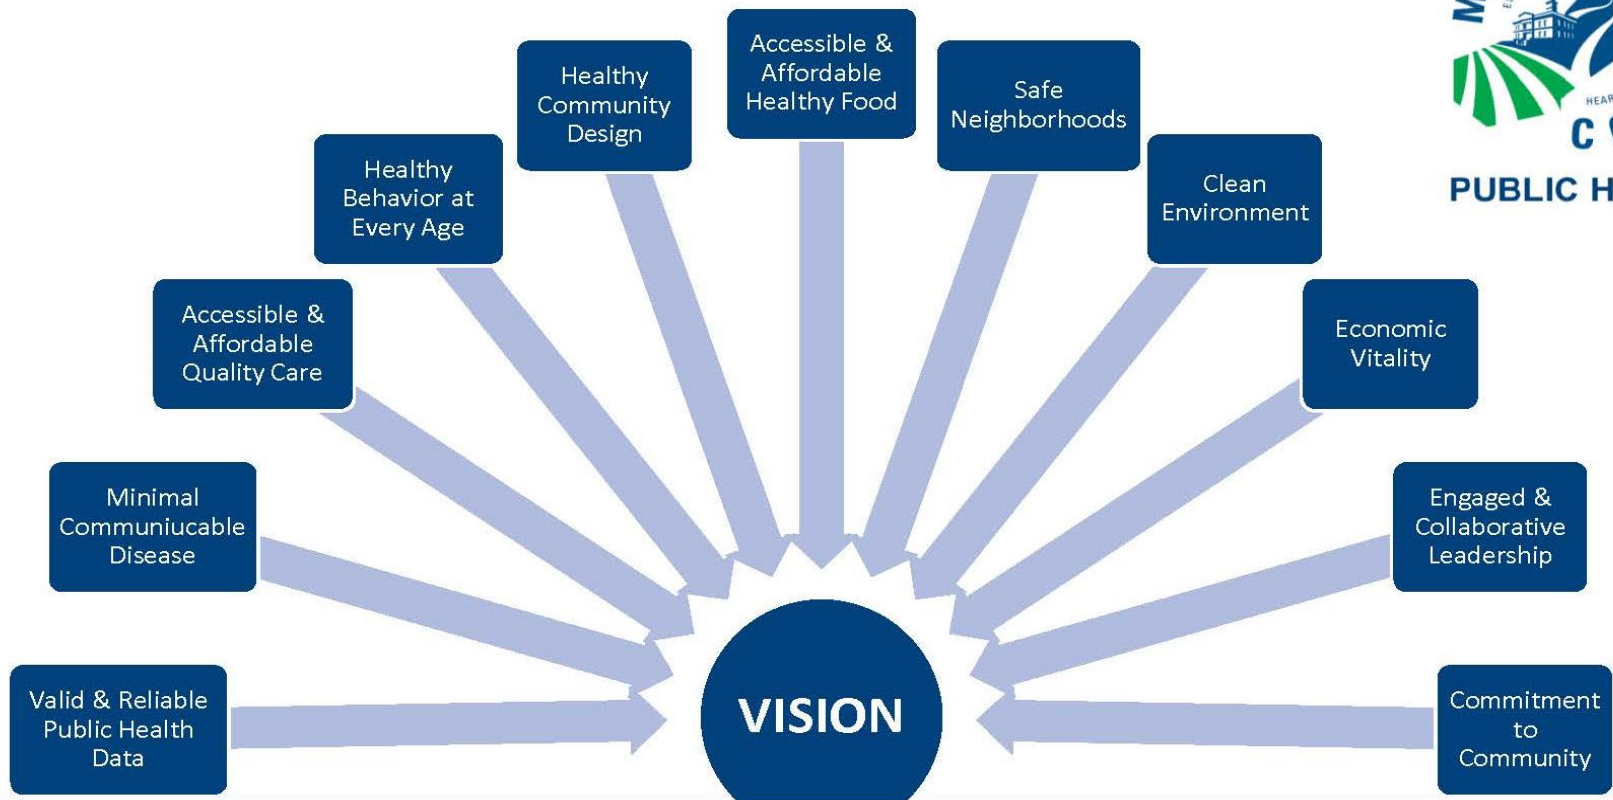 Accessible &
Affordable
Healthy Food
Healthy
Community
Design
Safe
Neighborhoods
Healthy
Behavior at
Every Age
Clean
Environment
Accessible &
Affordable
Quality Care
Economic
Vitality
Minimal
Communiucable
Disease
Engaged &
Collaborative
Leadership
Valid & Reliable
Public Health
Data
VISION
Commitment
to
Community
PUBLIC